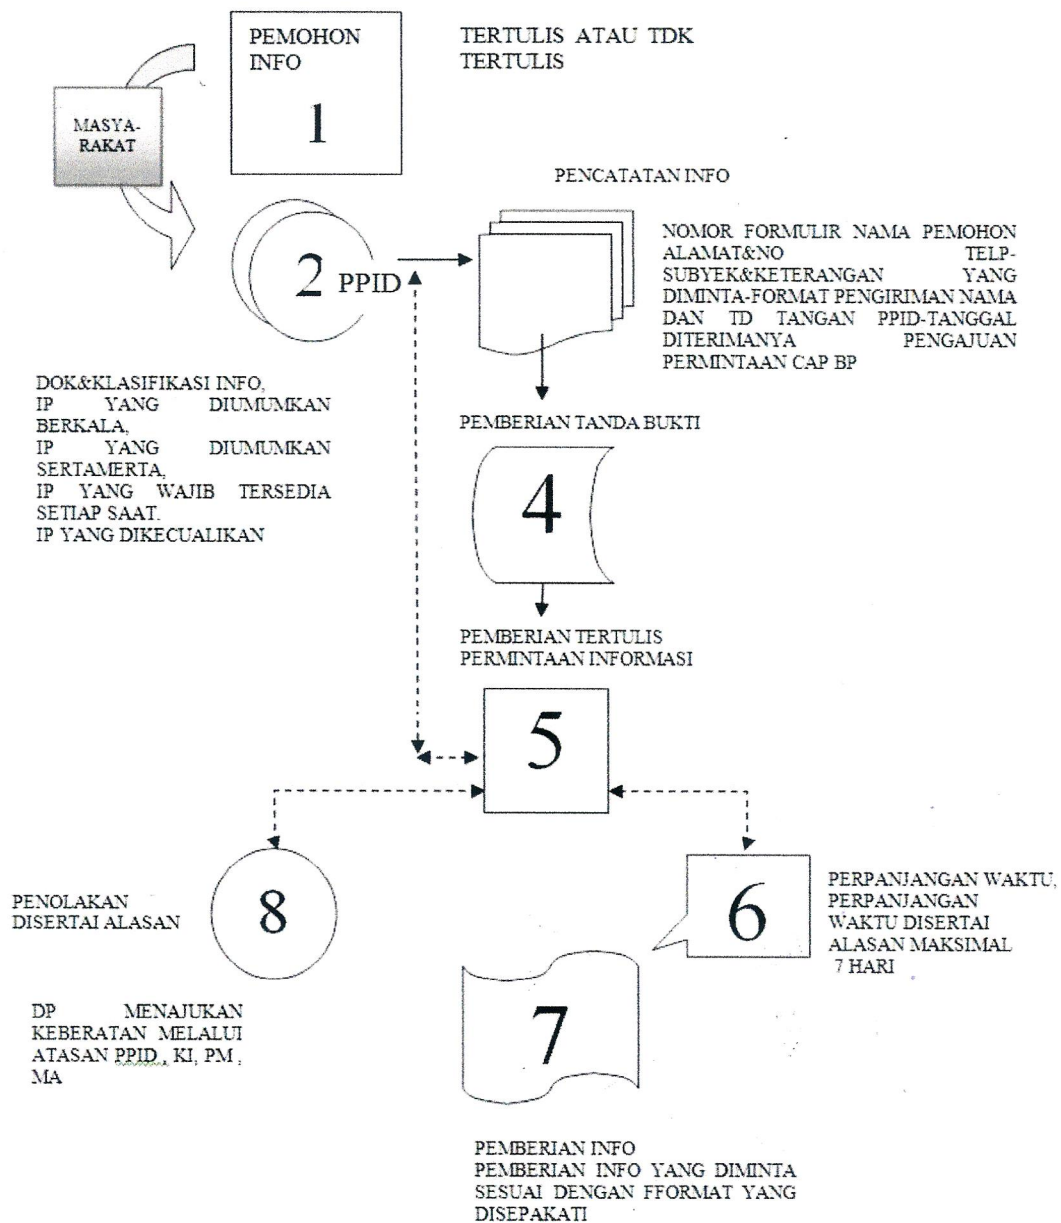 PEMOHON
INFO
1
TERTULIS ATAU TDK
TERTULIS
MASYA-
RAKAT
PENCATATAN INFO
2 PPID
NOMOR FORMULIR NAMA PEMOHON
ALAMAT&NO TELP-
SUBYEK&KETERANGAN YANG
DIMINTA-FORMAT PENGIRIMAN NAMA
DAN TD TANGAN PPID-TANGGAL
DITERIMANYA PENGAJUAN
PERMINTAAN CAP BP
DOK&KLASIFIKASI INFO,
IP YANG DIUMUMKAN
BERKALA,
IP YANG DIUMUMKAN
SERTAMERTA,
IP YANG WAJIB TERSEDIA
SETIAP SAAT.
IP YANG DIKECUALIKAN
PEMBERIAN TANDA BUKTI
4
PEMBERIAN TERTULIS
PERMINTAAN INFORMASI
5
PENOLAKAN
DISERTAI ALASAN
8
6
PERPANJANGAN WAKTU,
PERPANJANGAN
WAKTU DISERTAI
ALASAN MAKSIMAL
7 HARI
DP MENAJUKAN
KEBERATAN MELALUI
ATASAN PPID , KI, PM ,
MA
7
PEMBERIAN INFO
PEMBERIAN INFO YANG DIMINTA
SESUAI DENGAN FFORMAT YANG
DISEPAKATI